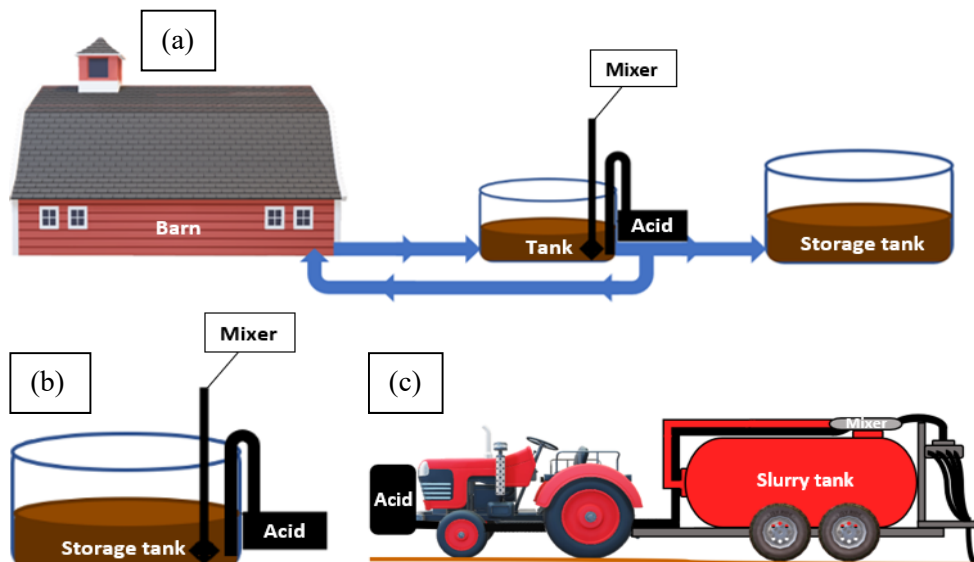 (a)
Mixer
Barn
Acid
Tank
Storage tank
(b)
Mixer
Acid
Storage tank
(c)
Mixer
Acid
Slurry tank